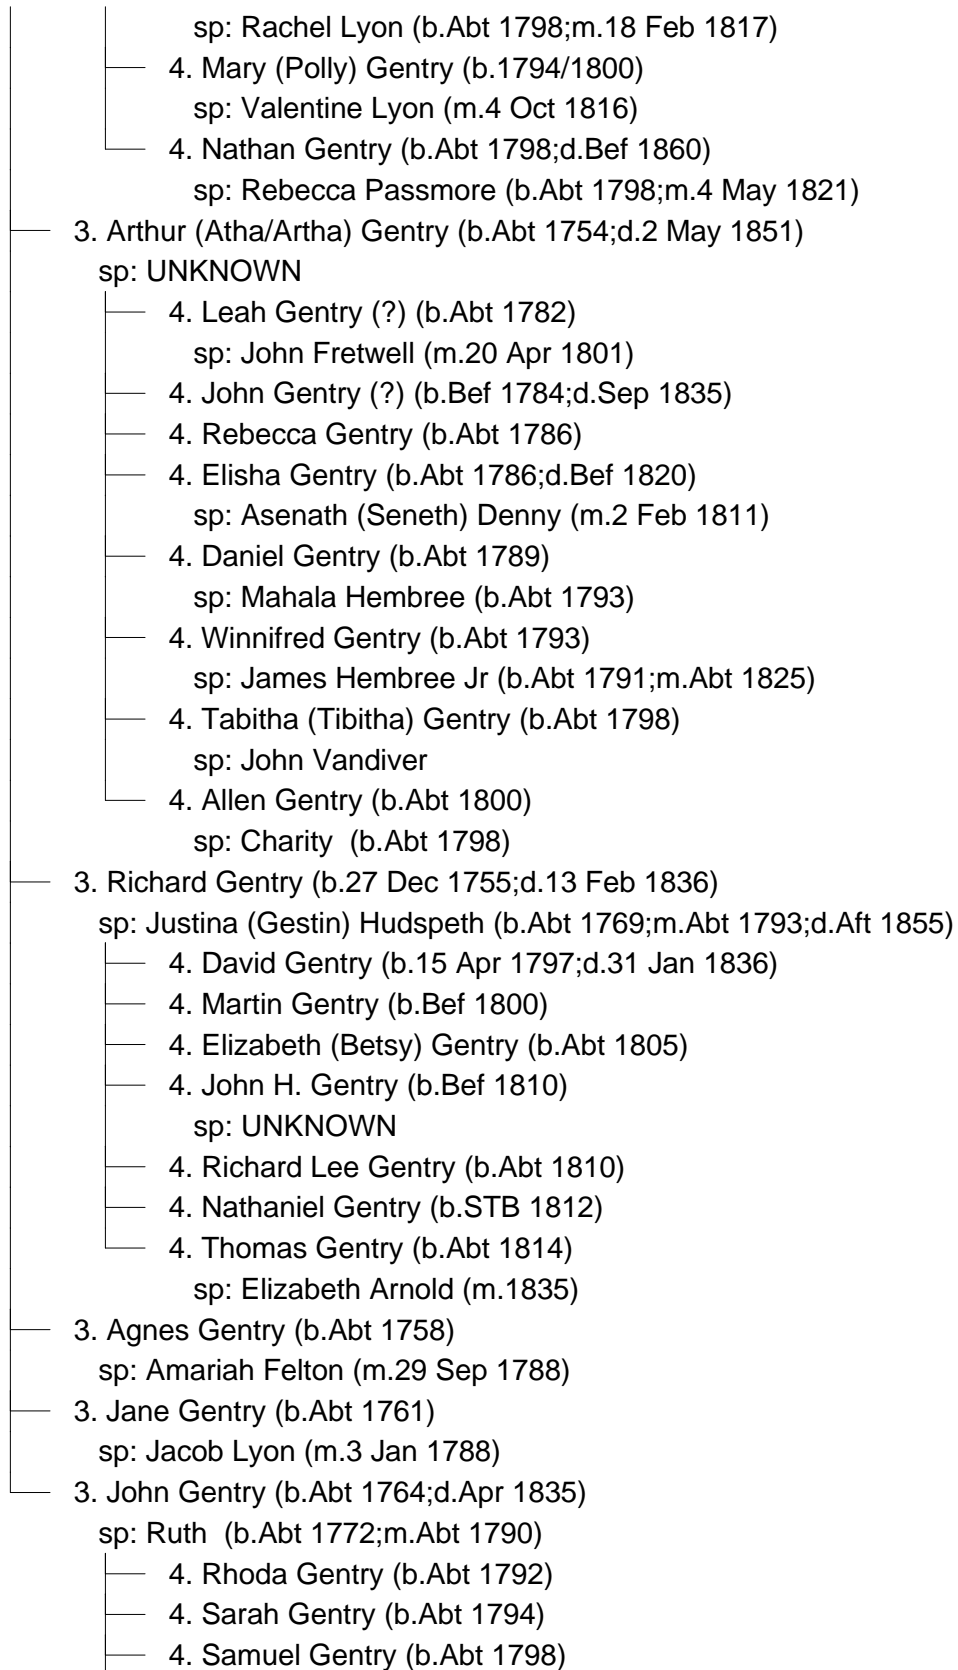 sp: Rachel Lyon (b.Abt 1798;m.18 Feb 1817)
4. Mary (Polly) Gentry (b.1794/1800)
sp: Valentine Lyon (m.4 Oct 1816)
4. Nathan Gentry (b.Abt 1798;d.Bef 1860)
sp: Rebecca Passmore (b.Abt 1798;m.4 May 1821)
3. Arthur (Atha/Artha) Gentry (b.Abt 1754;d.2 May 1851)
sp: UNKNOWN
4. Leah Gentry (?) (b.Abt 1782)
sp: John Fretwell (m.20 Apr 1801)
4. John Gentry (?) (b.Bef 1784;d.Sep 1835)
4. Rebecca Gentry (b.Abt 1786)
4. Elisha Gentry (b.Abt 1786;d.Bef 1820)
sp: Asenath (Seneth) Denny (m.2 Feb 1811)
4. Daniel Gentry (b.Abt 1789)
sp: Mahala Hembree (b.Abt 1793)
4. Winnifred Gentry (b.Abt 1793)
sp: James Hembree Jr (b.Abt 1791;m.Abt 1825)
4. Tabitha (Tibitha) Gentry (b.Abt 1798)
sp: John Vandiver
4. Allen Gentry (b.Abt 1800)
sp: Charity  (b.Abt 1798)
3. Richard Gentry (b.27 Dec 1755;d.13 Feb 1836)
sp: Justina (Gestin) Hudspeth (b.Abt 1769;m.Abt 1793;d.Aft 1855)
4. David Gentry (b.15 Apr 1797;d.31 Jan 1836)
4. Martin Gentry (b.Bef 1800)
4. Elizabeth (Betsy) Gentry (b.Abt 1805)
4. John H. Gentry (b.Bef 1810)
sp: UNKNOWN
4. Richard Lee Gentry (b.Abt 1810)
4. Nathaniel Gentry (b.STB 1812)
4. Thomas Gentry (b.Abt 1814)
sp: Elizabeth Arnold (m.1835)
3. Agnes Gentry (b.Abt 1758)
sp: Amariah Felton (m.29 Sep 1788)
3. Jane Gentry (b.Abt 1761)
sp: Jacob Lyon (m.3 Jan 1788)
3. John Gentry (b.Abt 1764;d.Apr 1835)
sp: Ruth  (b.Abt 1772;m.Abt 1790)
4. Rhoda Gentry (b.Abt 1792)
4. Sarah Gentry (b.Abt 1794)
4. Samuel Gentry (b.Abt 1798)